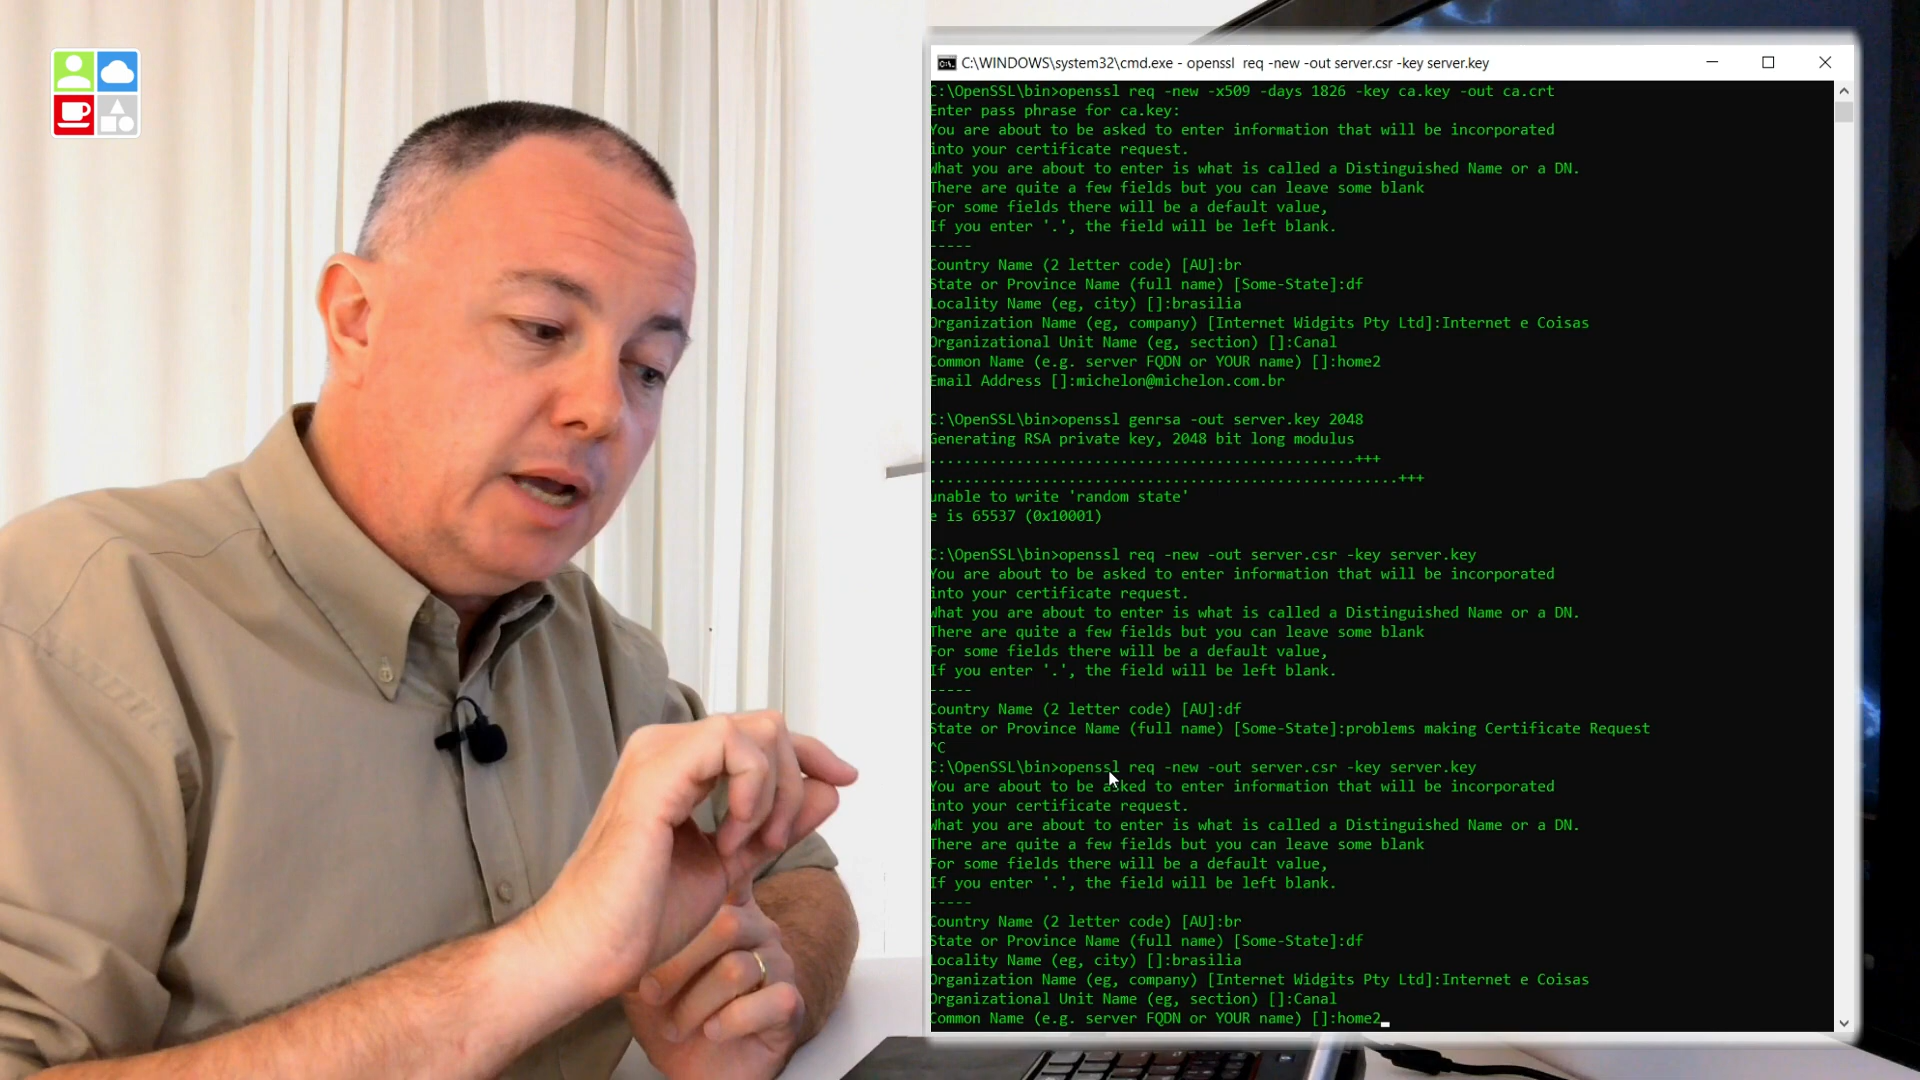 C:\WINDOWS\system32\cmd.exe - openssl  req -new -out server.csr -key server.key
C:\OpenSSL\bin>openssl req -new -x509 -days 1826 -key ca.key -out ca.crt
Enter pass phrase for ca.key:
You are about to be asked to enter information that will be incorporated
into your certificate request.
What you are about to enter is what is called a Distinguished Name or a DN.
There are quite a few fields but you can leave some blank
For some fields there will be a default value,
If you enter '.', the field will be left blank.
-----
Country Name (2 letter code) [AU]:br
State or Province Name (full name) [Some-State]:df
Locality Name (eg, city) []:brasilia
Organization Name (eg, company) [Internet Widgits Pty Ltd]:Internet e Coisas
Organizational Unit Name (eg, section) []:Canal
Common Name (e.g. server FQDN or YOUR name) []:home2
Email Address []:michelon@michelon.com.br
C:\OpenSSL\bin>openssl genrsa -out server.key 2048
Generating RSA private key, 2048 bit long modulus
.................................................+++
......................................................+++
unable to write 'random state'
e is 65537 (0x10001)
C:\OpenSSL\bin>openssl req -new -out server.csr -key server.key
You are about to be asked to enter information that will be incorporated
into your certificate request.
What you are about to enter is what is called a Distinguished Name or a DN.
There are quite a few fields but you can leave some blank
For some fields there will be a default value,
If you enter '.', the field will be left blank.
-----
Country Name (2 letter code) [AU]:df
State or Province Name (full name) [Some-State]:problems making Certificate Request
^C
C:\OpenSSL\bin>openssl req -new -out server.csr -key server.key
You are about to be asked to enter information that will be incorporated
into your certificate request.
What you are about to enter is what is called a Distinguished Name or a DN.
There are quite a few fields but you can leave some blank
For some fields there will be a default value,
If you enter '.', the field will be left blank.
-----
Country Name (2 letter code) [AU]:br
State or Province Name (full name) [Some-State]:df
Locality Name (eg, city) []:brasilia
Organization Name (eg, company) [Internet Widgits Pty Ltd]:Internet e Coisas
Organizational Unit Name (eg, section) []:Canal
Common Name (e.g. server FQDN or YOUR name) []:home2